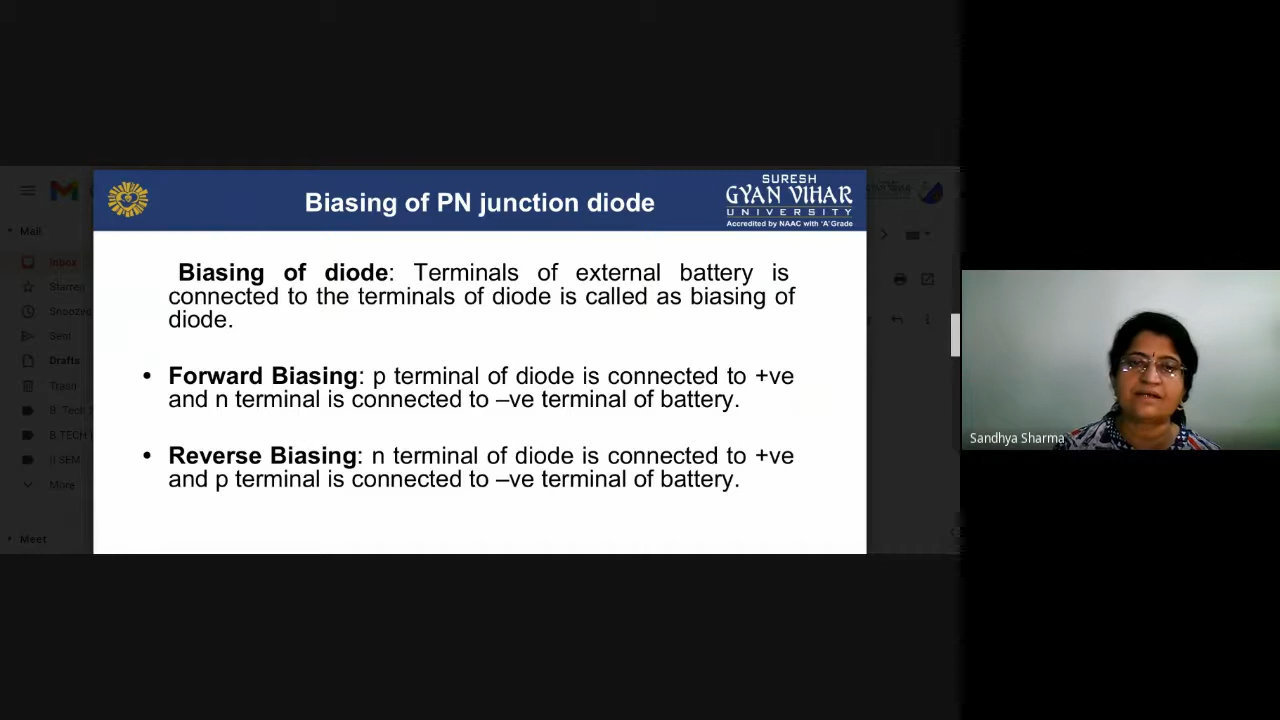 Biasing of PN junction diode
SURESH
GYAN VIHAR
UNIVERSITY
Accredited by NAAC with 'A' Grade
Biasing of diode: Terminals of external battery is
connected to the terminals of diode is called as biasing of
diode.
• Forward Biasing: p terminal of diode is connected to +ve
and n terminal is connected to –ve terminal of battery.
• Reverse Biasing: n terminal of diode is connected to +ve
and p terminal is connected to –ve terminal of battery.
Mail
Inbox
Starred
Snoozed
Sent
Drafts
Trash
B. Tech
B.TECH
II SEM
More
Meet
Sandhya Sharma